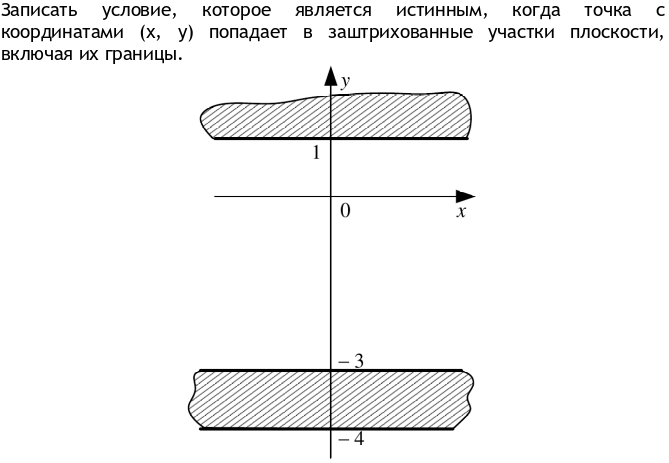 Записать условие, которое является истинным, когда точка с
координатами (x, y) попадает в заштрихованные участки плоскости,
включая их границы.
y
1
0
x
– 3
– 4